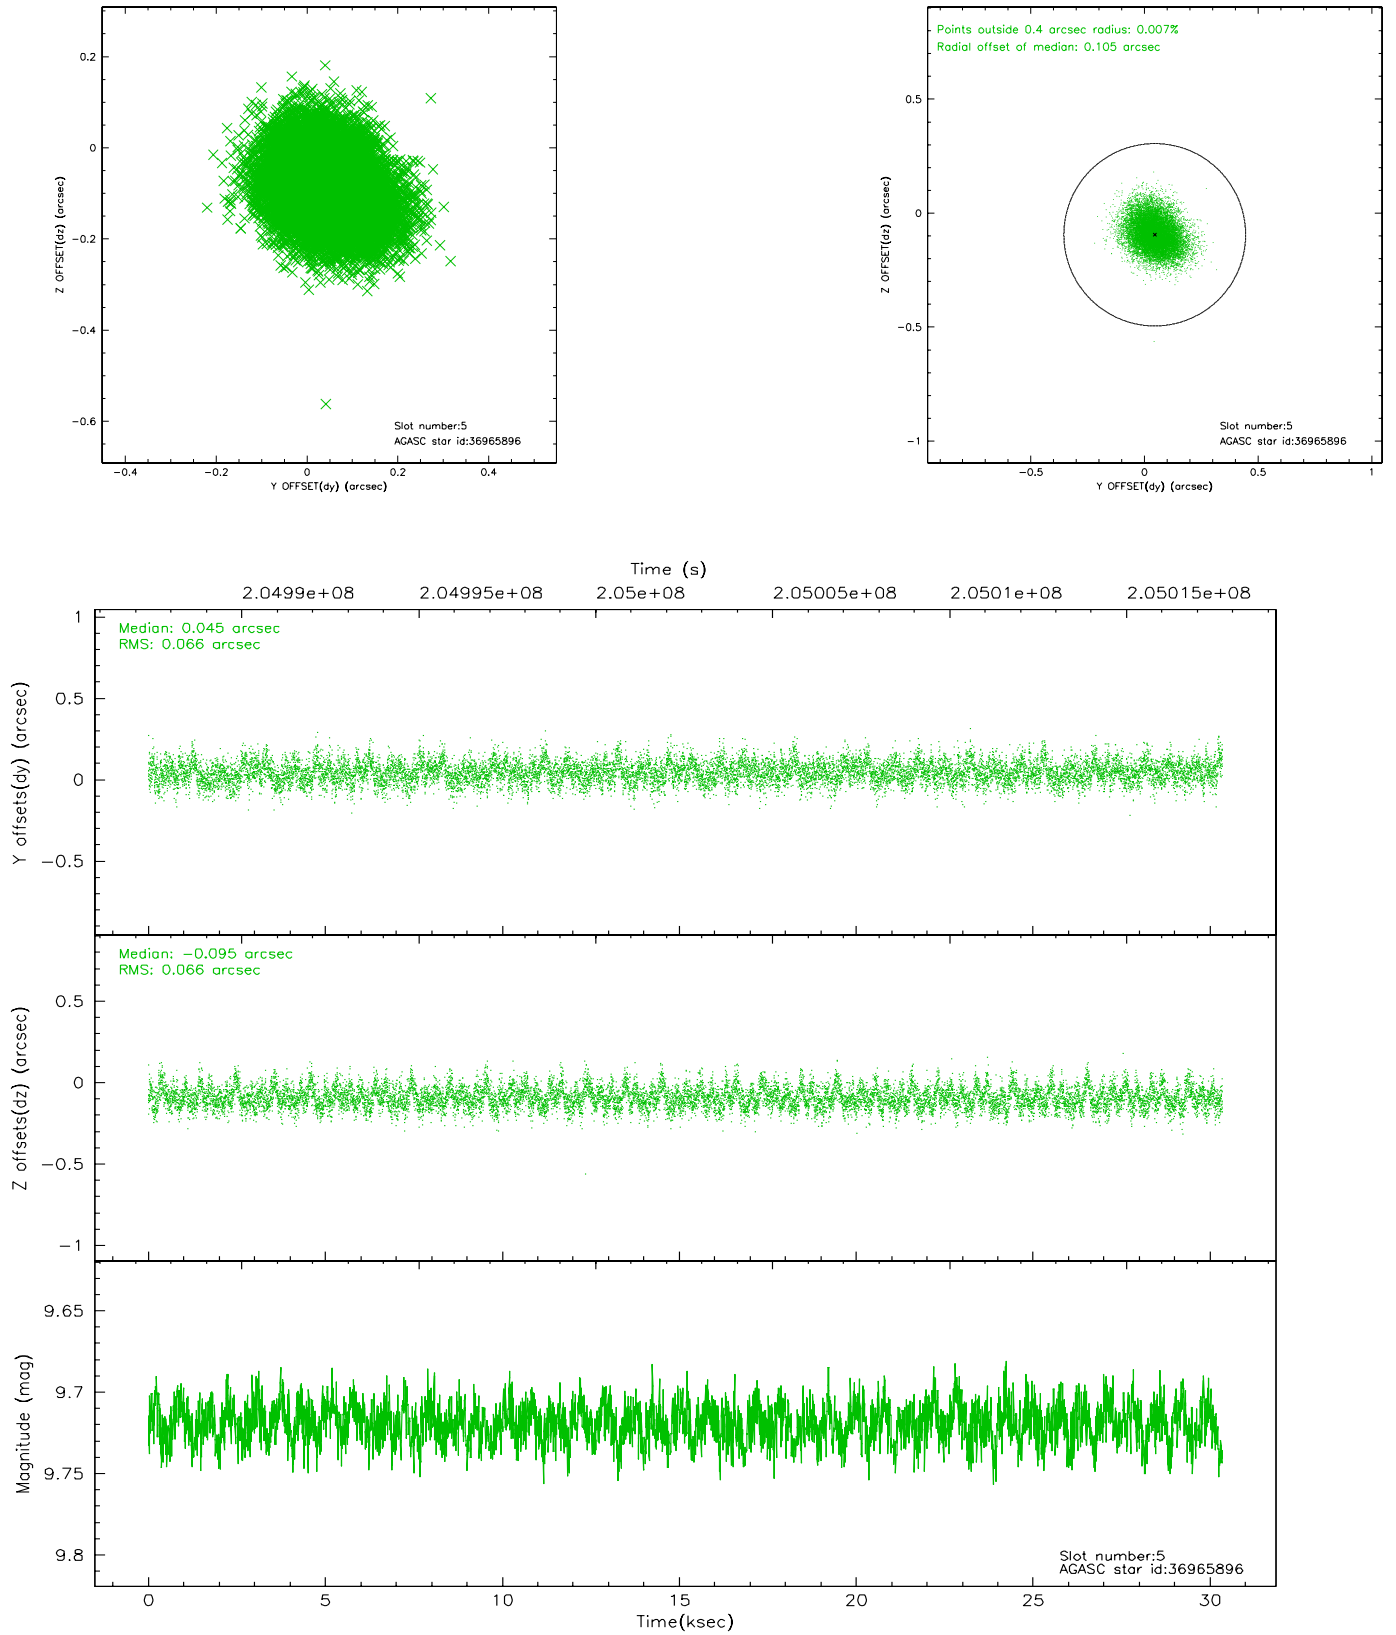 0.2
0
−0.2
−0.4
−0.6
Z OFFSET(dz) (arcsec)
Slot number:5
AGASC star id:36965896
−0.4 −0.2 0 0.2 0.4
Y OFFSET(dy) (arcsec)
Points outside 0.4 arcsec radius: 0.007%
Radial offset of median: 0.105 arcsec
0.5
0
−0.5
−1
Z OFFSET(dz) (arcsec)
Slot number:5
AGASC star id:36965896
−0.5 0 0.5 1
Y OFFSET(dy) (arcsec)
Time (s)
2.0499e+08 2.04995e+08 2.05e+08 2.05005e+08 2.0501e+08 2.05015e+08
Median: 0.045 arcsec
RMS: 0.066 arcsec
1
0.5
0
−0.5
Y offsets(dy) (arcsec)
Median: −0.095 arcsec
RMS: 0.066 arcsec
0.5
0
−0.5
−1
Z offsets(dz) (arcsec)
9.65
9.7
9.75
9.8
Magnitude (mag)
Slot number:5
AGASC star id:36965896
0 5 10 15 20 25 30
Time(ksec)